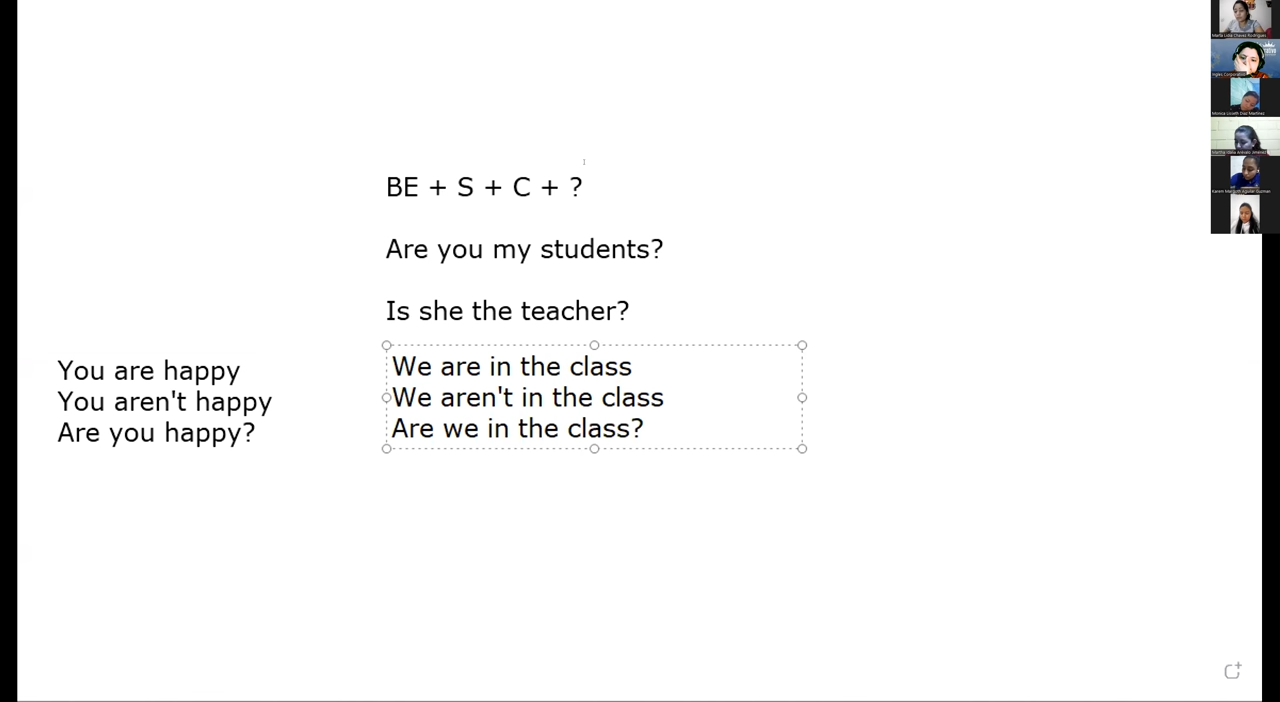 BE + S + C + ?
Are you my students?
Is she the teacher?
You are happy
You aren't happy
Are you happy?
We are in the class
We aren't in the class
Are we in the class?